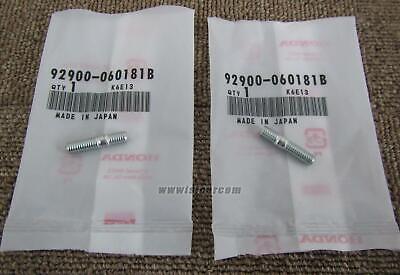 92900-060181B
QTY 1 K6E13
MADE IN JAPAN
HONDA
92900-060181B
QTY 1 K6E13
MADE IN JAPAN
HONDA